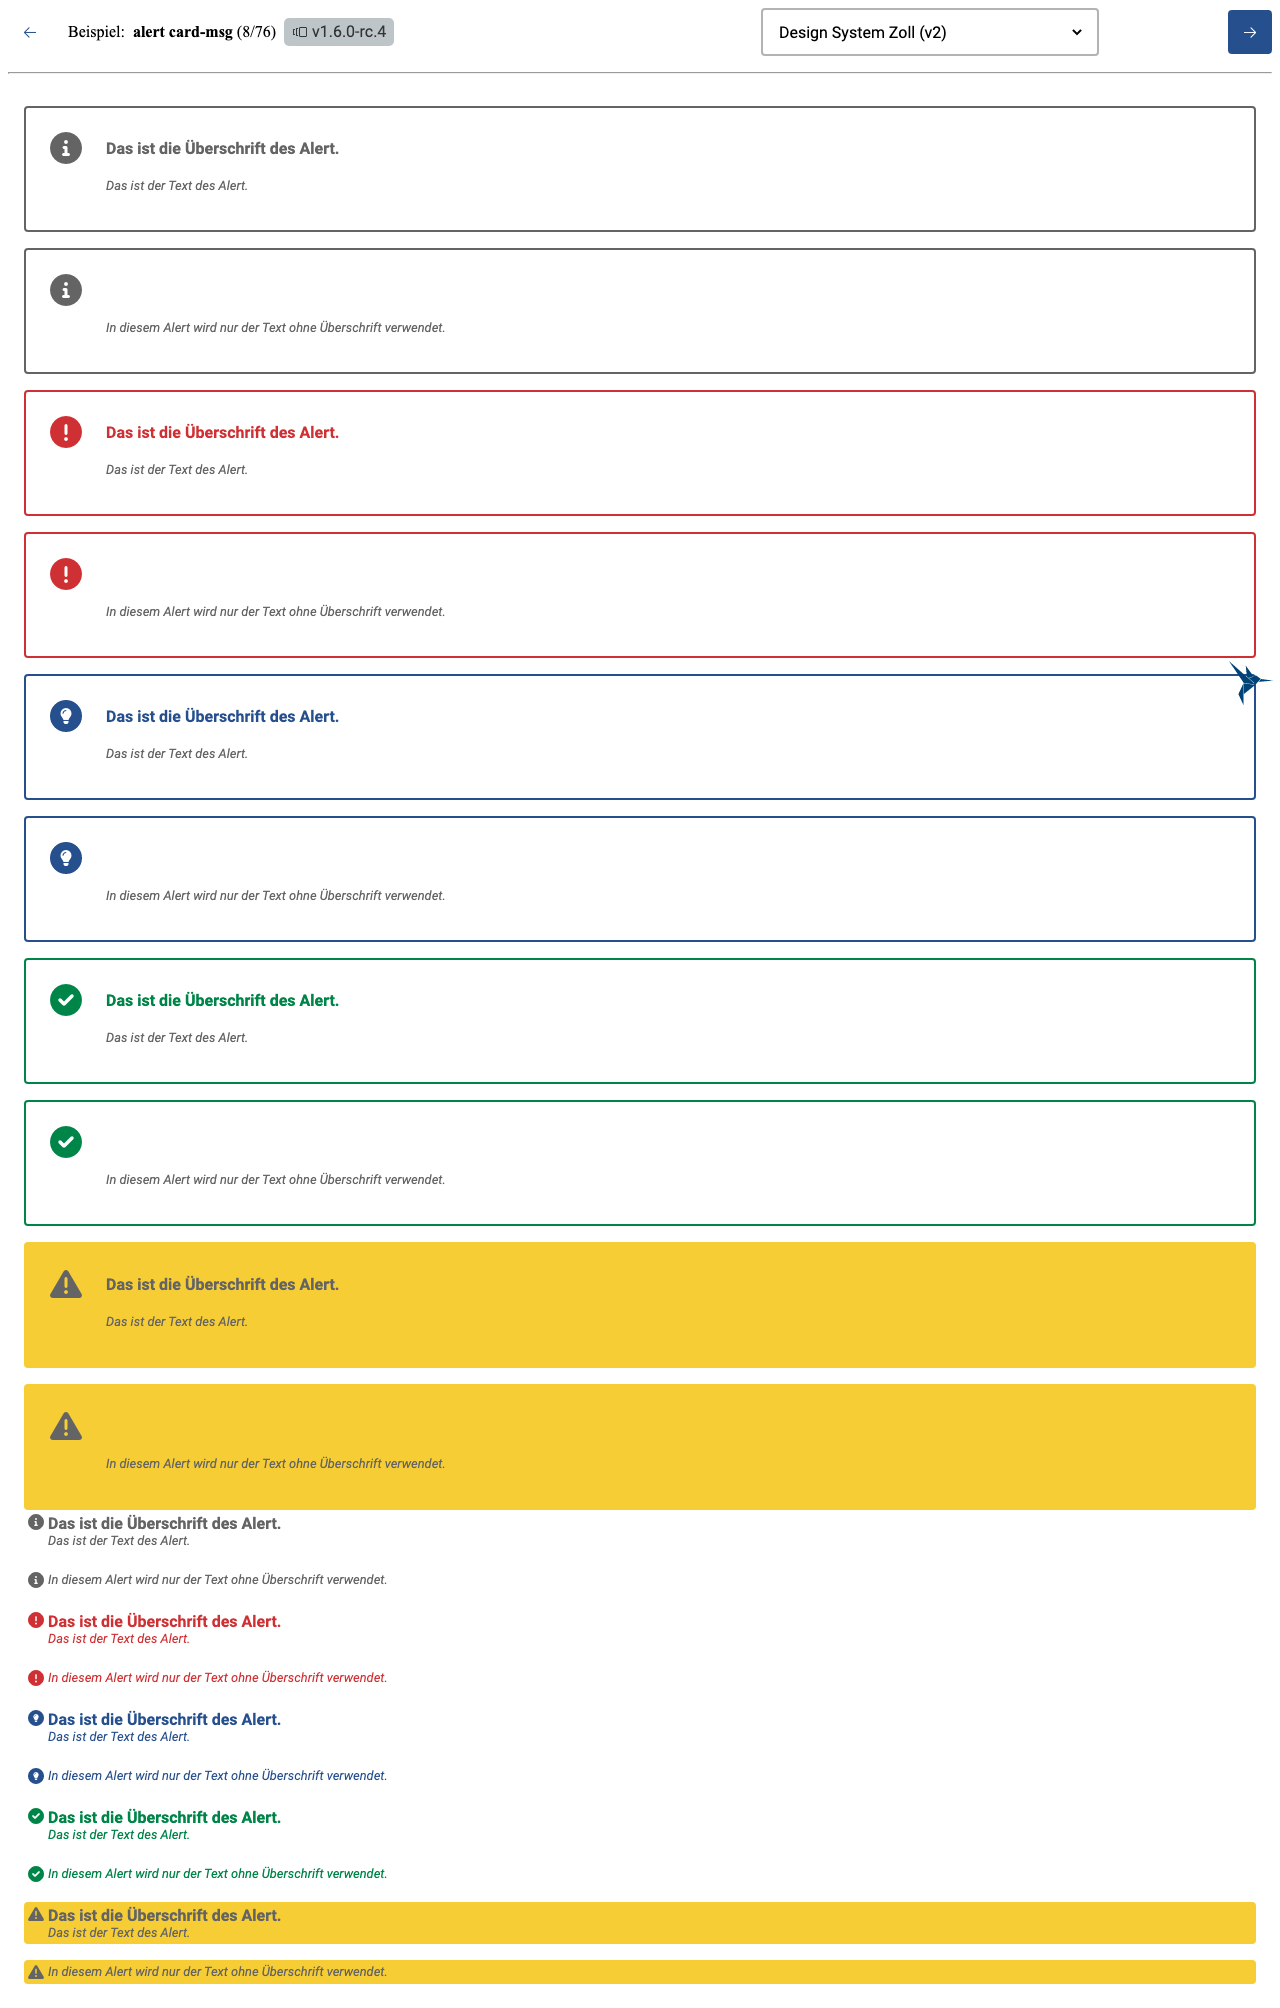 Beispiel: alert card-msg (8/76) v1.6.0-rc.4 Design System Zoll (v2)
Das ist die Überschrift des Alert.
Das ist der Text des Alert.
In diesem Alert wird nur der Text ohne Überschrift verwendet.
Das ist die Überschrift des Alert.
Das ist der Text des Alert.
In diesem Alert wird nur der Text ohne Überschrift verwendet.
Das ist die Überschrift des Alert.
Das ist der Text des Alert.
In diesem Alert wird nur der Text ohne Überschrift verwendet.
Das ist die Überschrift des Alert.
Das ist der Text des Alert.
In diesem Alert wird nur der Text ohne Überschrift verwendet.
Das ist die Überschrift des Alert.
Das ist der Text des Alert.
In diesem Alert wird nur der Text ohne Überschrift verwendet.
Das ist die Überschrift des Alert.
Das ist der Text des Alert.
In diesem Alert wird nur der Text ohne Überschrift verwendet.
Das ist die Überschrift des Alert.
Das ist der Text des Alert.
In diesem Alert wird nur der Text ohne Überschrift verwendet.
Das ist die Überschrift des Alert.
Das ist der Text des Alert.
In diesem Alert wird nur der Text ohne Überschrift verwendet.
Das ist die Überschrift des Alert.
Das ist der Text des Alert.
In diesem Alert wird nur der Text ohne Überschrift verwendet.
Das ist die Überschrift des Alert.
Das ist der Text des Alert.
In diesem Alert wird nur der Text ohne Überschrift verwendet.